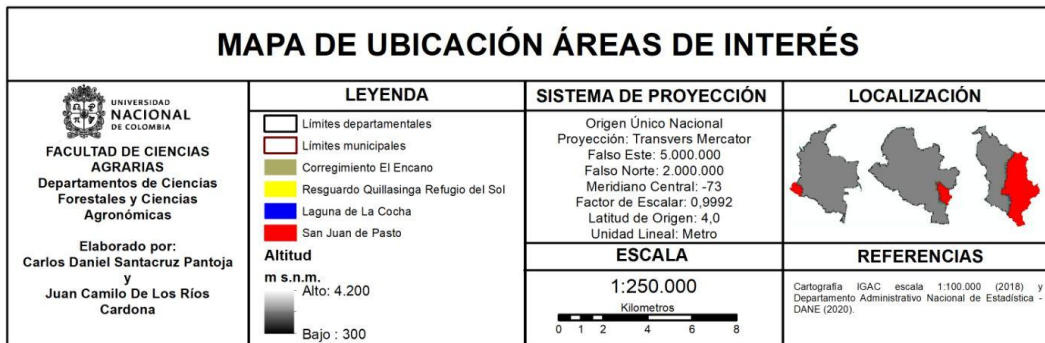 MAPA DE UBICACIÓN ÁREAS DE INTERÉS
UNIVERSIDAD
NACIONAL
DE COLOMBIA
FACULTAD DE CIENCIAS
AGRARIAS
Departamentos de Ciencias
Forestales y Ciencias
Agronómicas
Elaborado por:
Carlos Daniel Santacruz Pantoja
y
Juan Camilo De Los Ríos
Cardona
LEYENDA
Límites departamentales
Límites municipales
Corregimiento El Encano
Resguardo Quillasinga Refugio del Sol
Laguna de La Cocha
San Juan de Pasto
Altitud
m s.n.m.
Alto: 4.200
Bajo : 300
SISTEMA DE PROYECCIÓN
Origen Único Nacional
Proyección: Transvers Mercator
Falso Este: 5.000.000
Falso Norte: 2.000.000
Meridiano Central: -73
Factor de Escalar: 0,9992
Latitud de Origen: 4,0
Unidad Lineal: Metro
ESCALA
1:250.000
Kilometros
0 1 2 4 6 8
LOCALIZACIÓN
REFERENCIAS
Cartografía IGAC escala 1:100.000 (2018) y
Departamento Administrativo Nacional de Estadística -
DANE (2020).